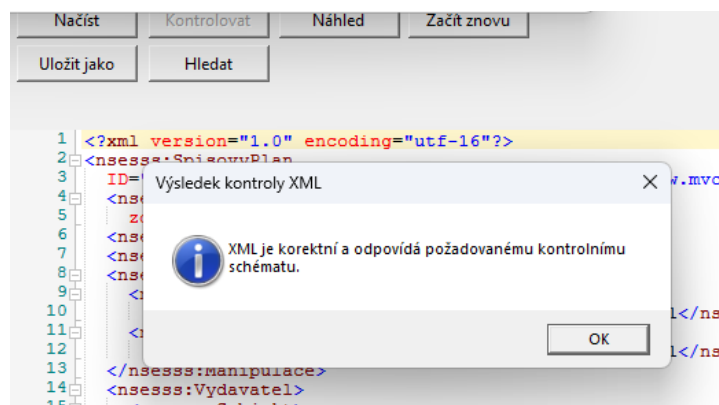 Načíst Kontrolovat Náhled Začít znovu
Uložit jako Hledat
1 <?xml version="1.0" encoding="utf-16"?>
2 <nsesss:SpisovyPlan
3 ID="
Výsledek kontroly XML
w.mvc
4 <nse
5 zd
6 <nse
7 <nse
8 <nse
XML je korektní a odpovídá požadovanému kontrolnímu
schématu.
9 <n
10 l</ns
11 <n
OK
12 l</ns
13 </nsesss:Manipulace>
14 <nsesss:Vydavatel>
15